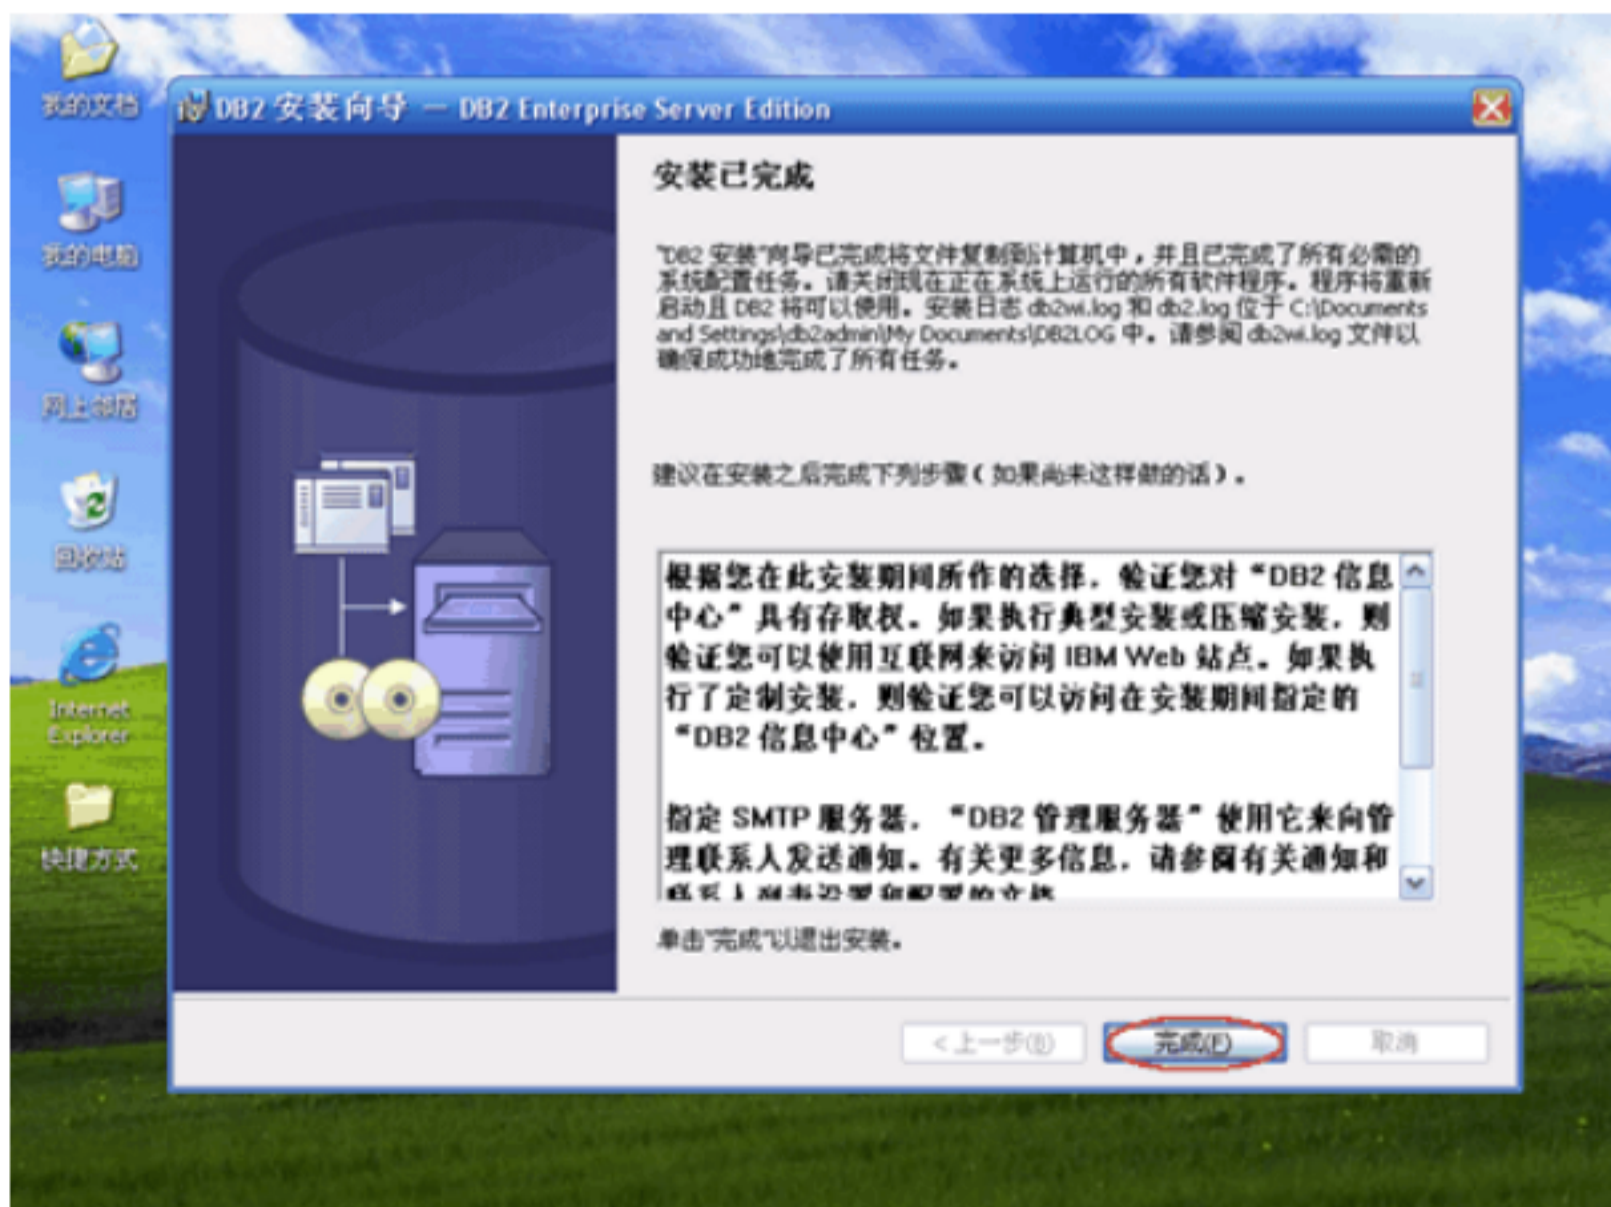 我的文档
我的电脑
网上邻居
回收站
Internet
Explorer
快捷方式
DB2 安装向导 — DB2 Enterprise Server Edition
安装已完成
"DB2 安装"向导已完成将文件复制到计算机中，并且已完成了所有必需的
系统配置任务。请关闭现在正在系统上运行的所有软件程序。程序将重新
启动且 DB2 将可以使用。安装日志 db2wi.log 和 db2.log 位于 C:\Documents
and Settings\db2admin\My Documents\DB2LOG 中。请参阅 db2wi.log 文件以
确保成功地完成了所有任务。
建议在安装之后完成下列步骤（如果尚未这样做的话）。
根据您在此安装期间所作的选择，验证您对“DB2 信息
中心”具有存取权。如果执行典型安装或压缩安装，则
验证您可以使用互联网来访问 IBM Web 站点。如果执
行了定制安装，则验证您可以访问在安装期间指定的
“DB2 信息中心”位置。
指定 SMTP 服务器，“DB2 管理服务器”使用它来向管
理联系人发送通知。有关更多信息，请参阅有关通知和
联系人列表设置和配置的文档
单击"完成"以退出安装。
< 上一步(B)
完成(F)
取消